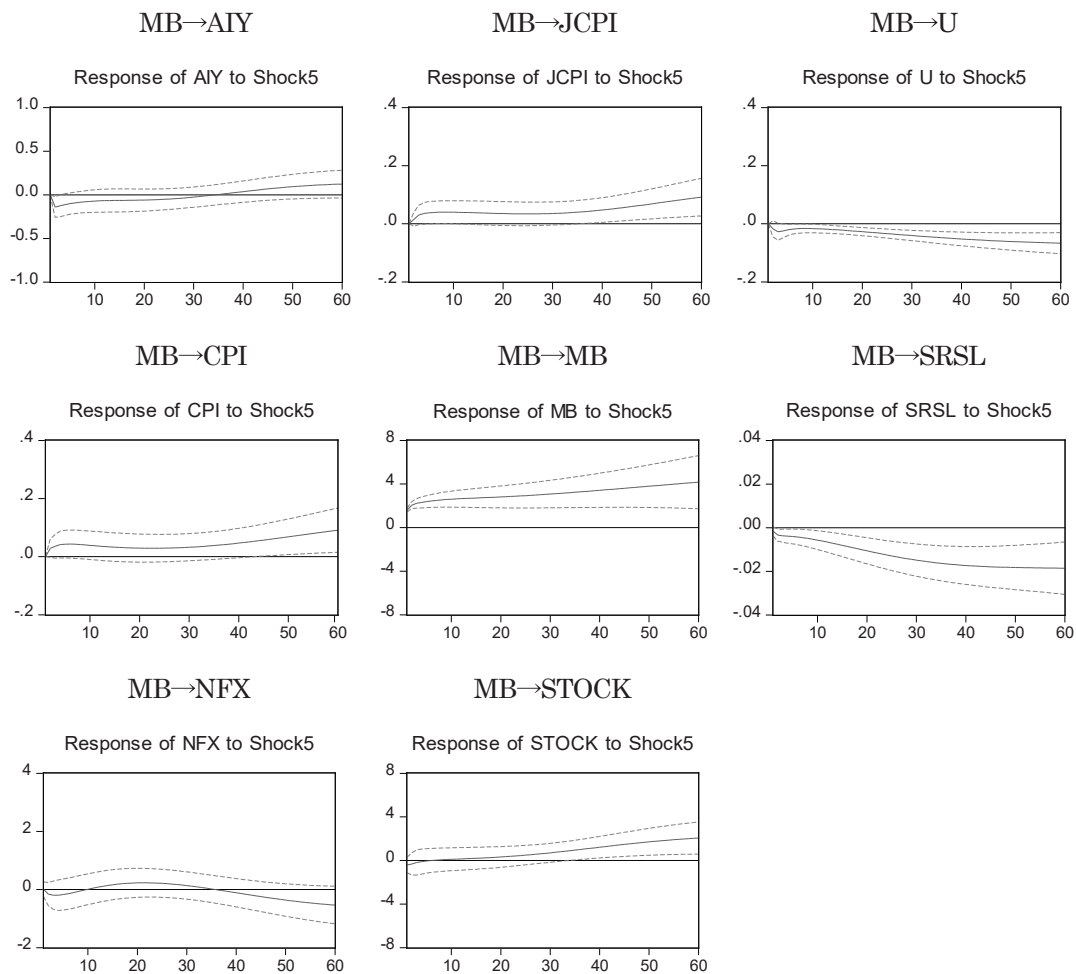 MB→AIY
MB→JCPI
MB→U
Response of AIY to Shock5
Response of JCPI to Shock5
Response of U to Shock5
1.0
0.5
0.0
-0.5
-1.0
10 20 30 40 50 60
.4
.2
.0
-.2
10 20 30 40 50 60
.4
.2
.0
-.2
10 20 30 40 50 60
MB→CPI
MB→MB
MB→SRSL
Response of CPI to Shock5
Response of MB to Shock5
Response of SRSL to Shock5
.4
.2
.0
-.2
10 20 30 40 50 60
8
4
0
-4
-8
10 20 30 40 50 60
.04
.02
.00
-.02
-.04
10 20 30 40 50 60
MB→NFX
MB→STOCK
Response of NFX to Shock5
Response of STOCK to Shock5
4
2
0
-2
10 20 30 40 50 60
8
4
0
-4
-8
10 20 30 40 50 60